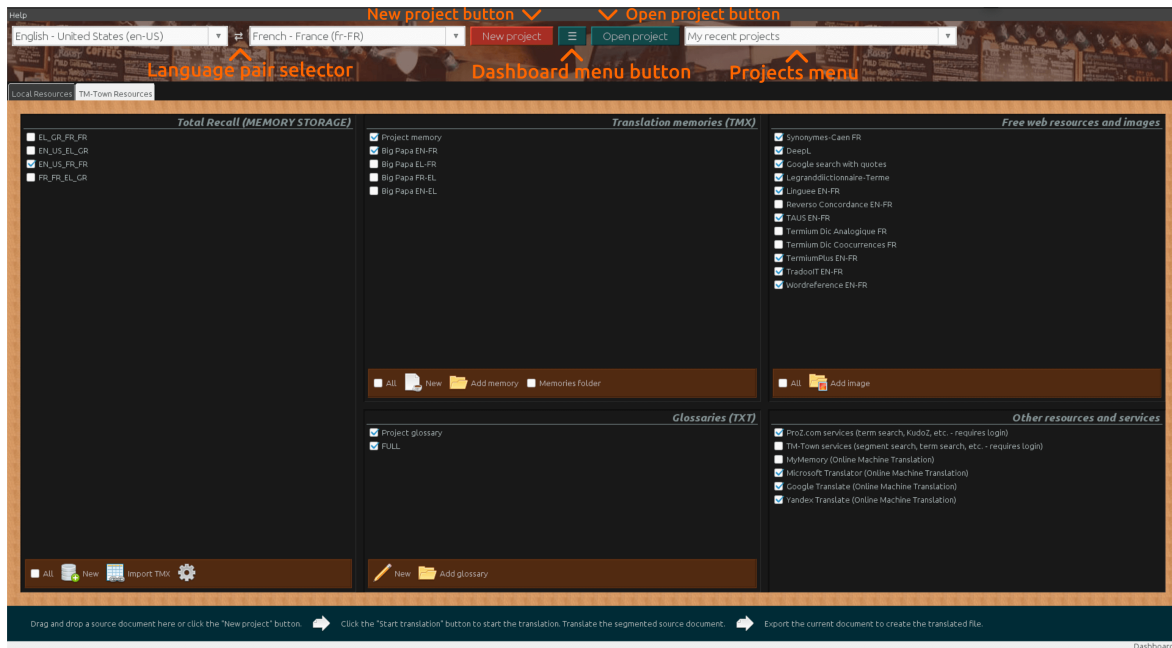 Help
New project button
Open project button
English - United States (en-US)
French - France (fr-FR)
New project
Open project
My recent projects
Language pair selector
Dashboard menu button
Projects menu
Local Resources
TM-Town Resources
Total Recall (MEMORY STORAGE)
EL_GR_FR_FR
EN_US_EL_GR
EN_US_FR_FR
FR_FR_EL_GR
All
New
Import TMX
Translation memories (TMX)
Project memory
Big Papa EN-FR
Big Papa EL-FR
Big Papa FR-EL
Big Papa EN-EL
All
New
Add memory
Memories folder
Glossaries (TXT)
Project glossary
FULL
New
Add glossary
Free web resources and images
Synonymes-Caen FR
DeepL
Google search with quotes
Legranddiictionnaire-Terme
Linguee EN-FR
Reverso Concordance EN-FR
TAUS EN-FR
Termium Dic Analogique FR
Termium Dic Coocurrences FR
TermiumPlus EN-FR
TradooIT EN-FR
Wordreference EN-FR
All
Add image
Other resources and services
ProZ.com services (term search, KudoZ, etc. - requires login)
TM-Town services (segment search, term search, etc. - requires login)
MyMemory (Online Machine Translation)
Microsoft Translator (Online Machine Translation)
Google Translate (Online Machine Translation)
Yandex Translate (Online Machine Translation)
Drag and drop a source document here or click the "New project" button.
Click the "Start translation" button to start the translation. Translate the segmented source document.
Export the current document to create the translated file.
Dashboard